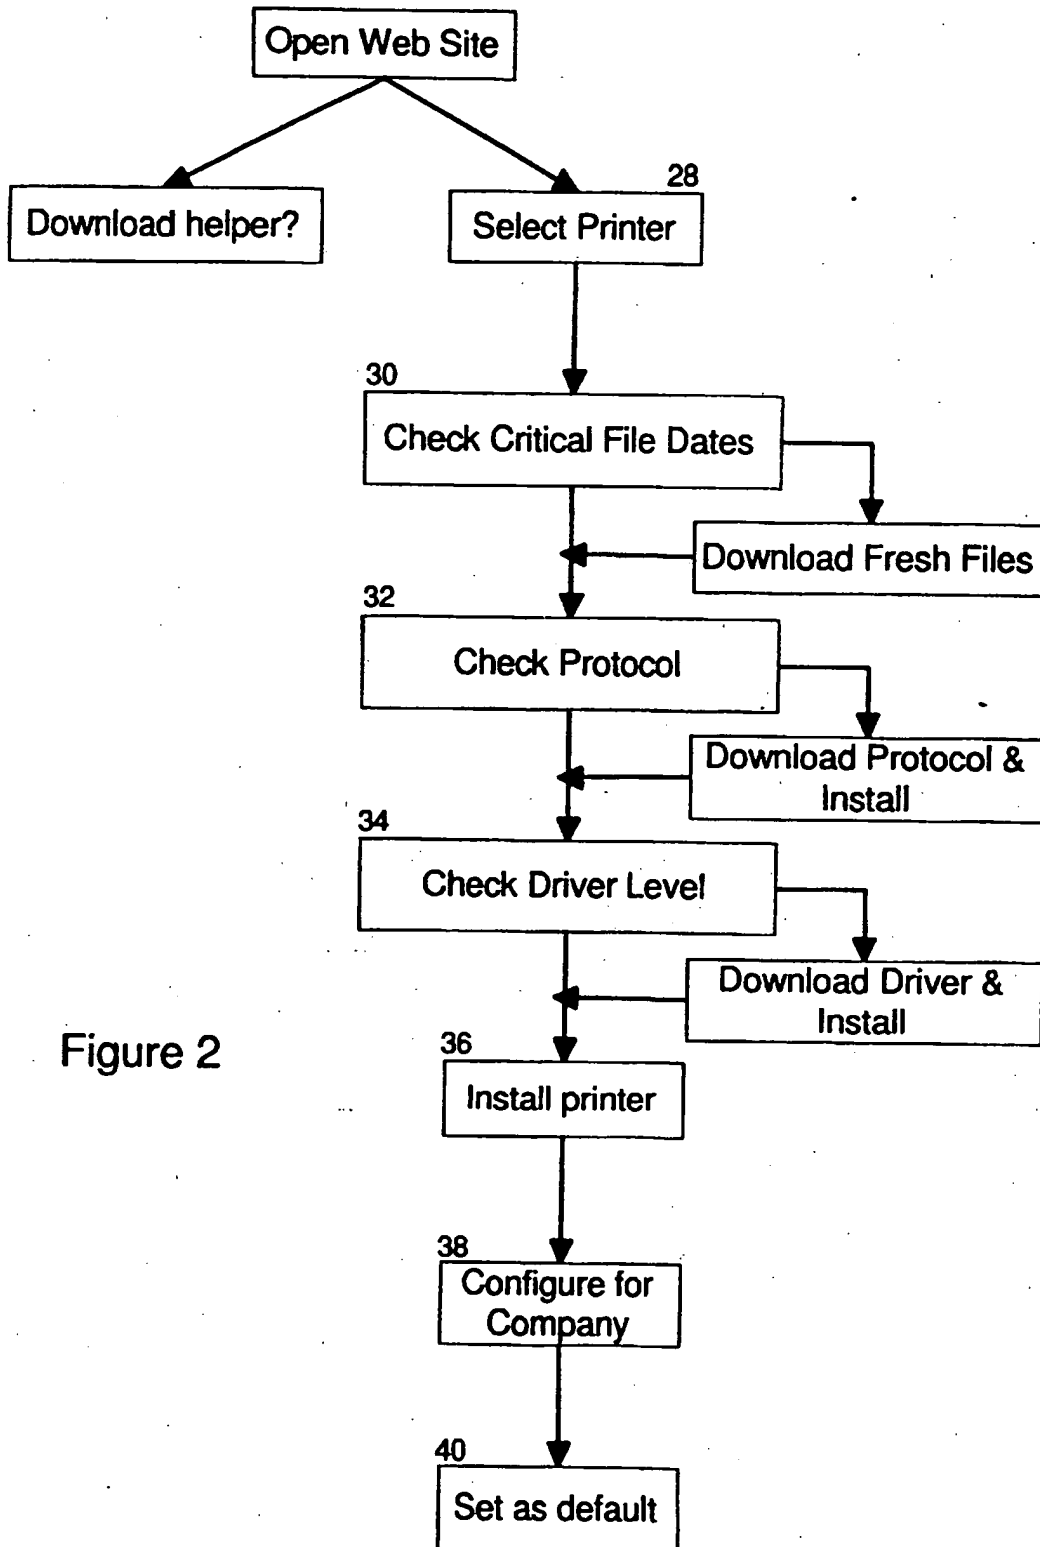 Open Web Site
28
Download helper?
Select Printer
30
Check Critical File Dates
Download Fresh Files
32
Check Protocol
Download Protocol &
Install
34
Check Driver Level
Download Driver &
Install
Figure 2
36
Install printer
38
Configure for
Company
40
Set as default